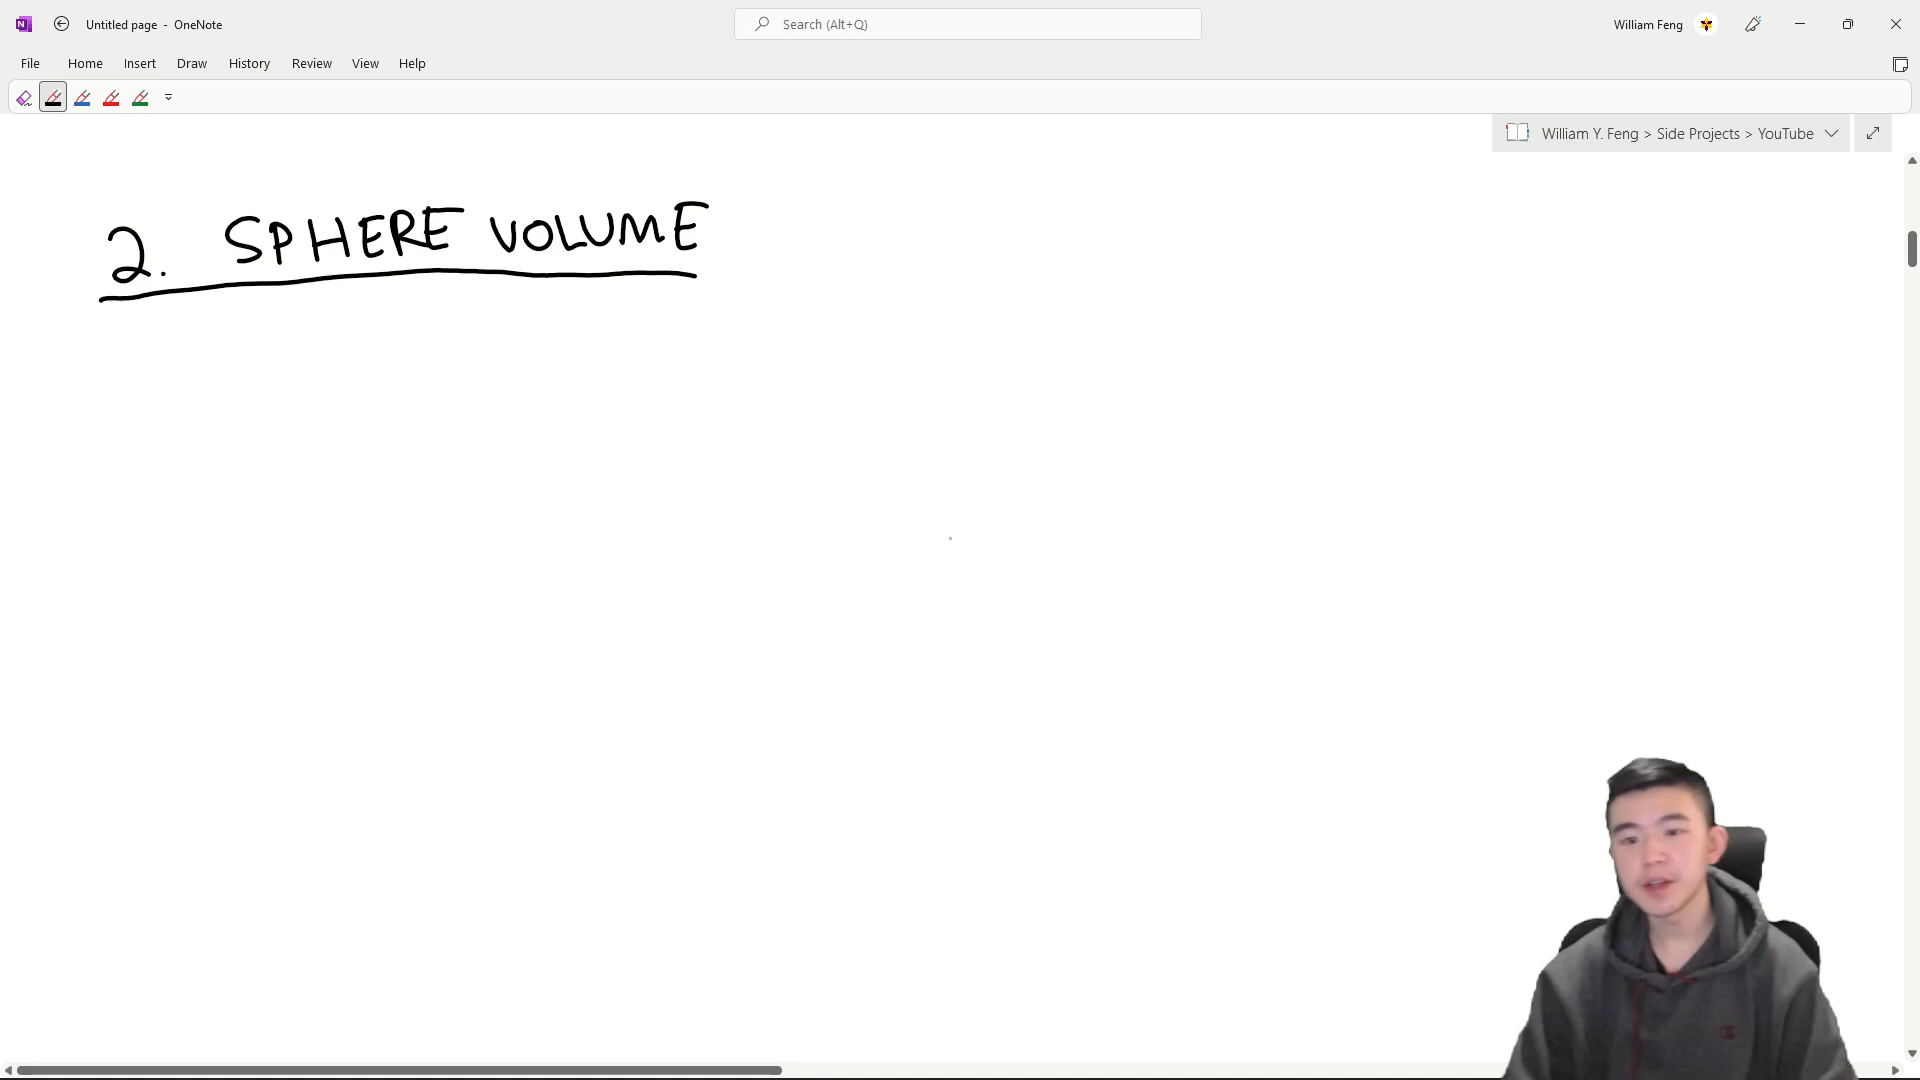 Untitled page - OneNote
Search (Alt+Q)
William Feng
File Home Insert Draw History Review View Help
William Y. Feng > Side Projects > YouTube
2. SPHERE VOLUME